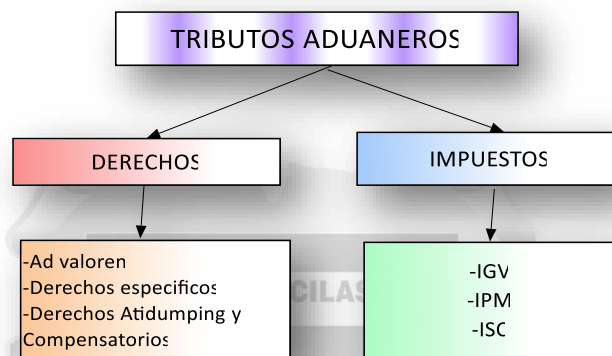 TRIBUTOS ADUANEROS
DERECHOS
IMPUESTOS
-Ad valoren
-Derechos especificos
-Derechos Atidumping y
Compensatorios
-IGV
-IPM
-ISC